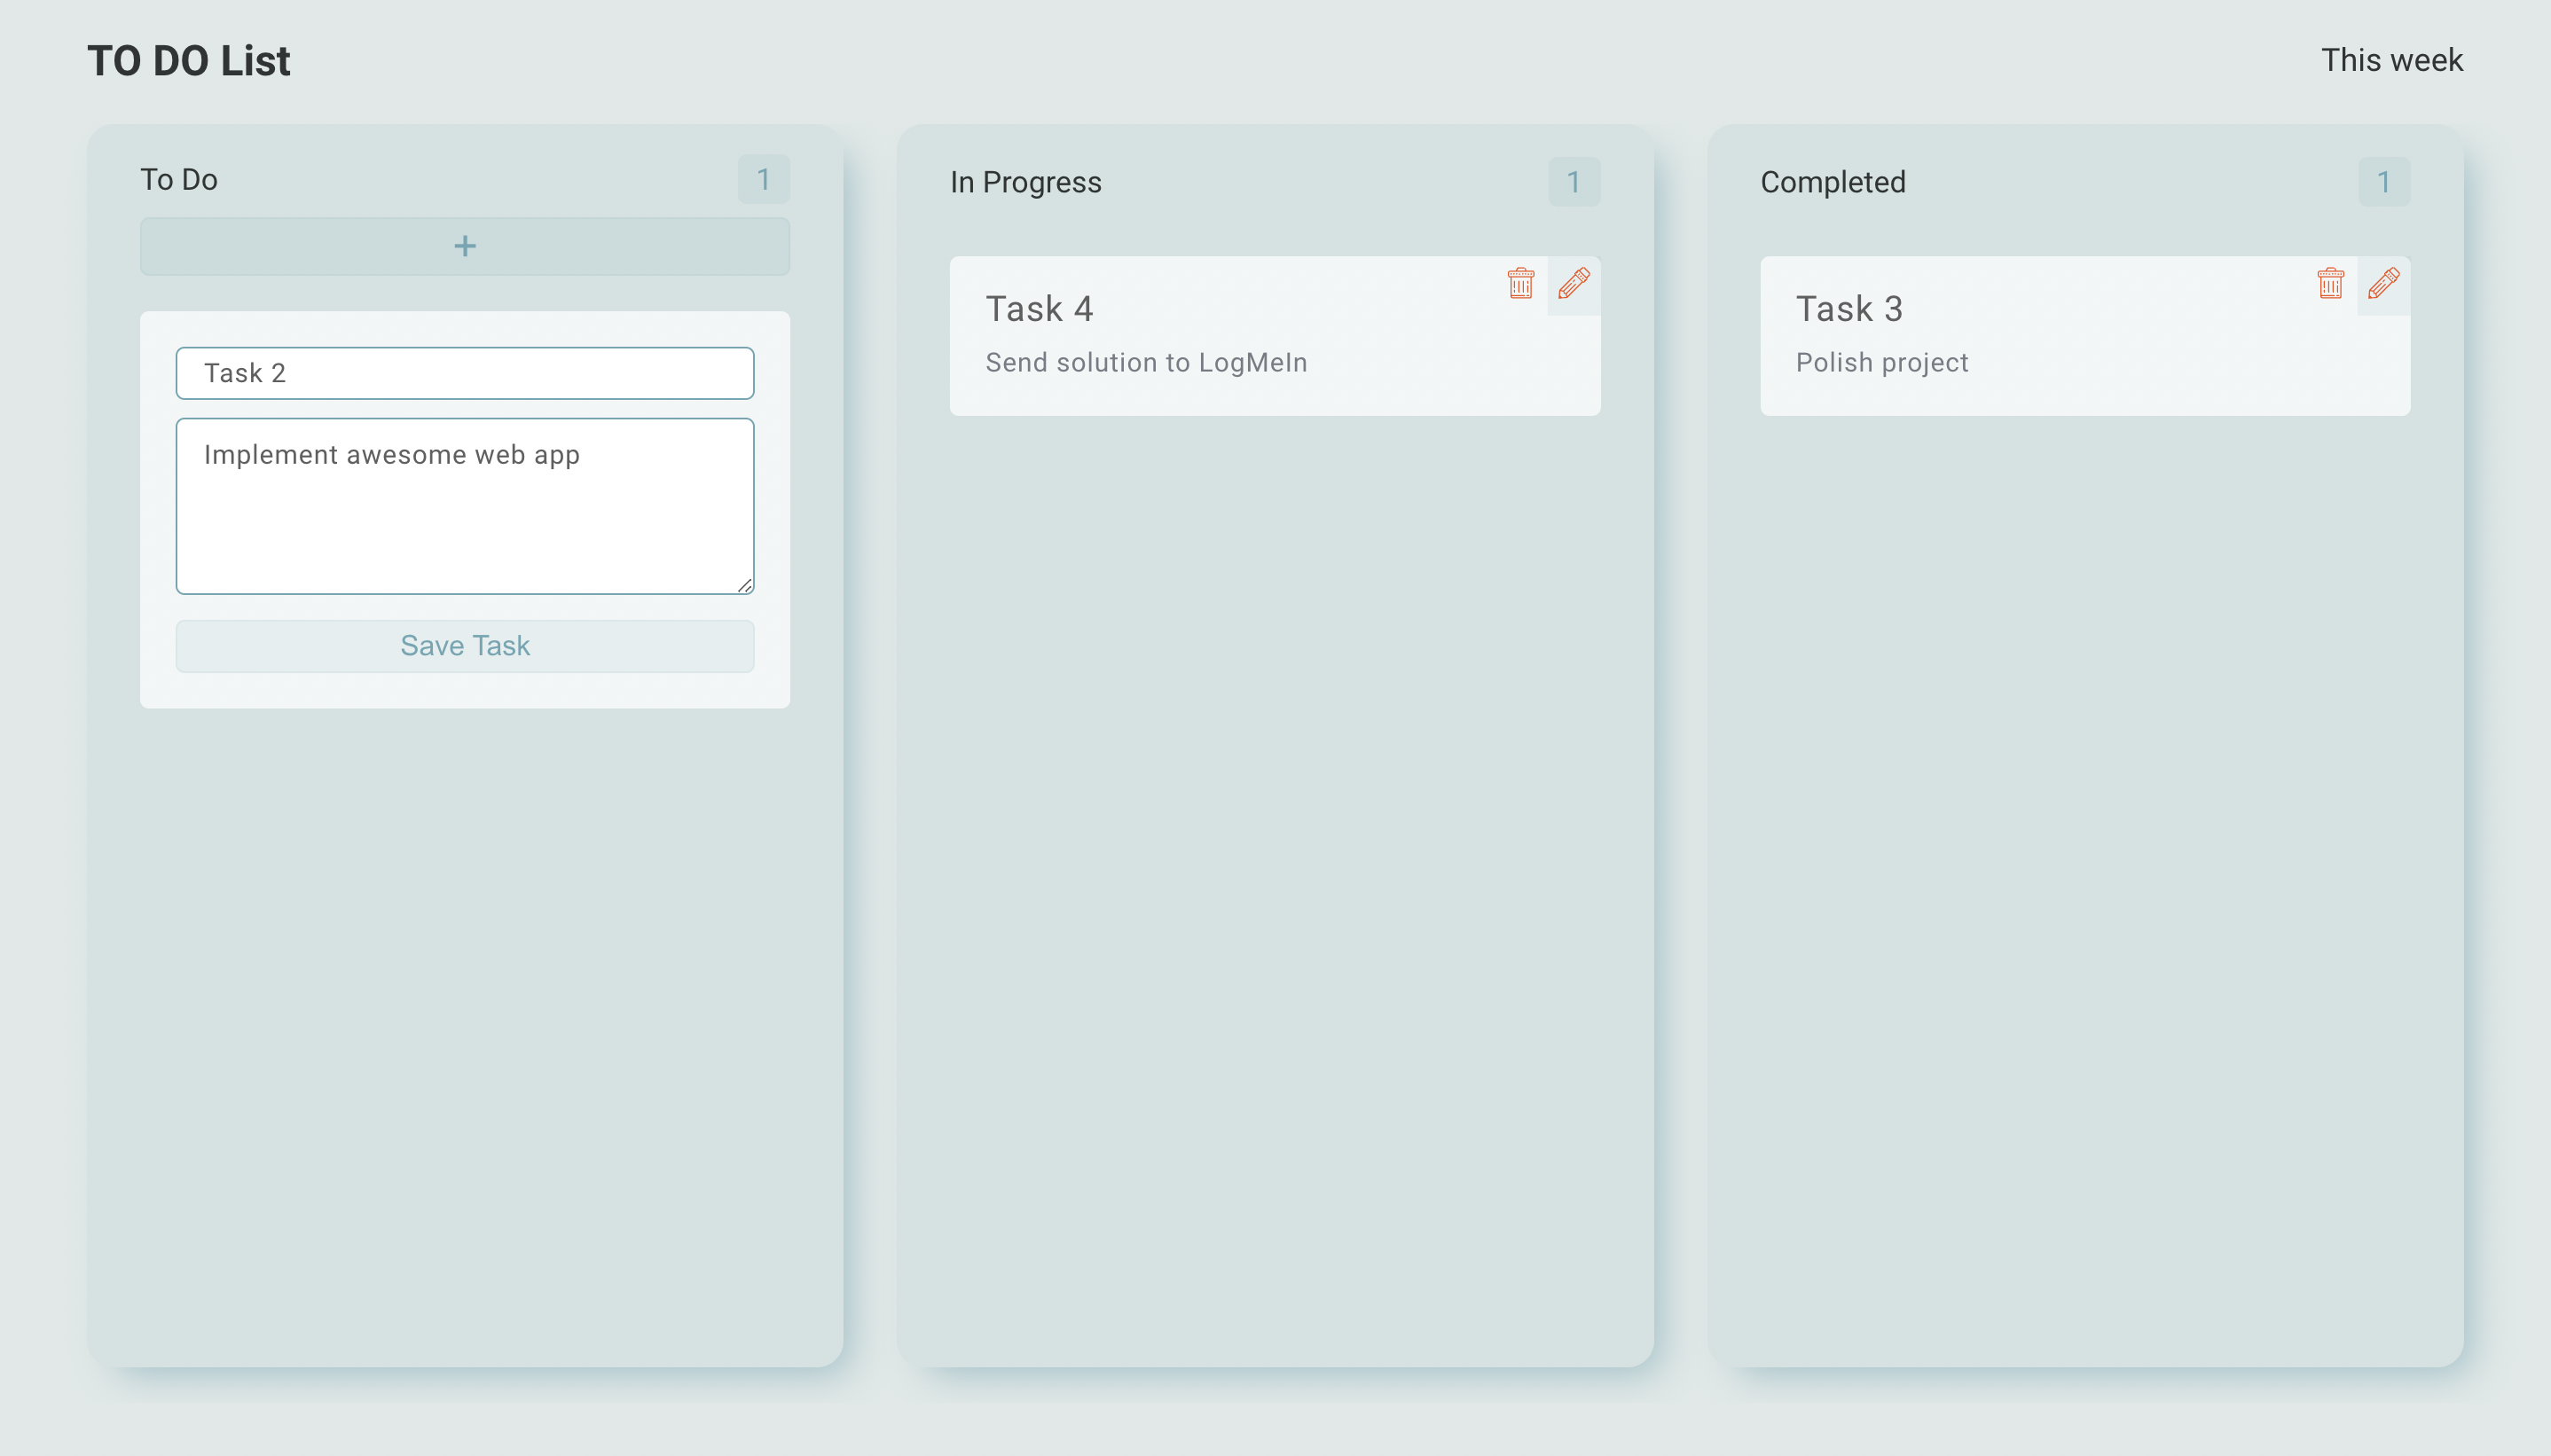 TO DO List
This week
To Do
1
+
Task 2
Implement awesome web app
Save Task
In Progress
1
Task 4
Send solution to LogMeIn
Completed
1
Task 3
Polish project